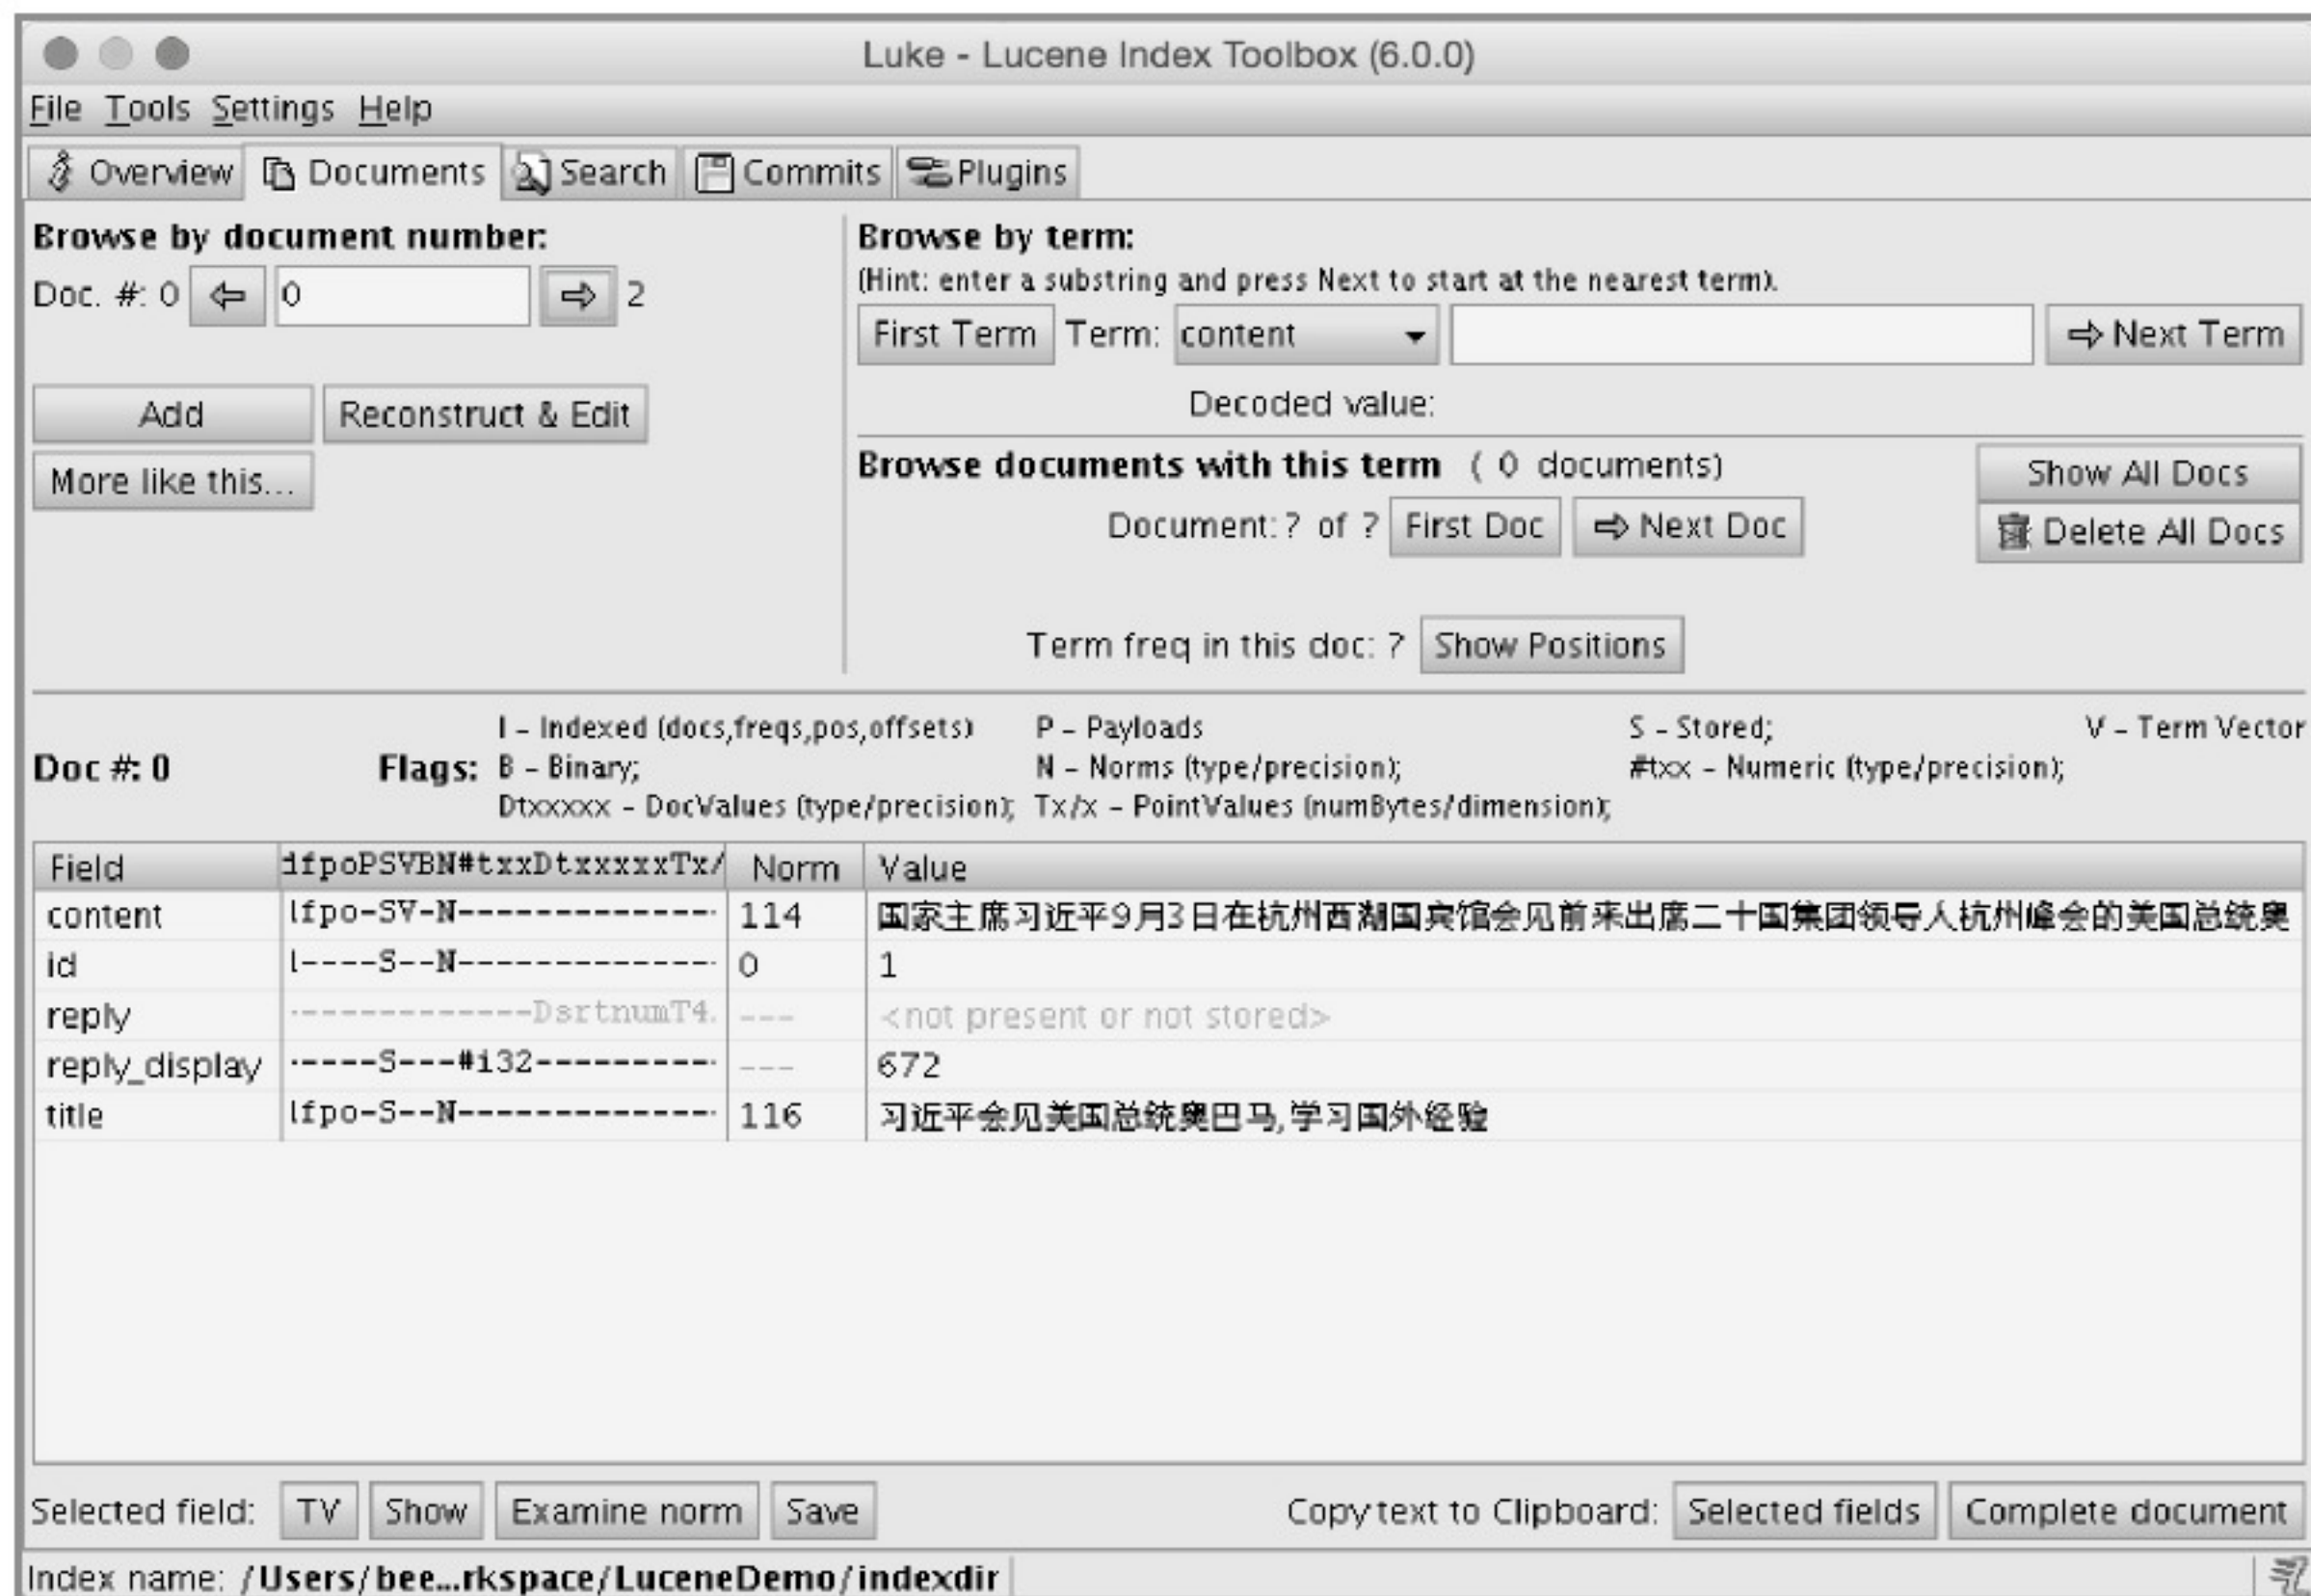 Luke - Lucene Index Toolbox (6.0.0)
File Tools Settings Help
Overview Documents Search Commits Plugins
Browse by document number:
Doc. #: 0 0 2
Add Reconstruct & Edit
More like this...
Browse by term:
(Hint: enter a substring and press Next to start at the nearest term).
First Term Term: content Next Term
Decoded value:
Browse documents with this term ( 0 documents)
Show All Docs
Document: ? of ? First Doc Next Doc
Delete All Docs
Term freq in this doc: ? Show Positions
I - Indexed (docs,freqs,pos,offsets) P - Payloads S - Stored; V - Term Vector
Doc #: 0 Flags: B - Binary; N - Norms (type/precision); #txx - Numeric (type/precision);
Dtxxxxx - DocValues (type/precision); Tx/x - PointValues (numBytes/dimension);
Field dfpoPSVBN#txxDtxxxxxTx/ Norm Value
content Ifpo-SV-N------------- 114 国家主席习近平9月3日在杭州西湖国宾馆会见前来出席二十国集团领导人杭州峰会的美国总统奥
id I----S--N------------- 0 1
reply -------------DsrtnumT4. --- <not present or not stored>
reply_display -----S---#i32---------- --- 672
title Ifpo-S--N------------- 116 习近平会见美国总统奥巴马,学习国外经验
Selected field: TV Show Examine norm Save Copy text to Clipboard: Selected fields Complete document
Index name: /Users/bee...rkspace/LuceneDemo/indexdir